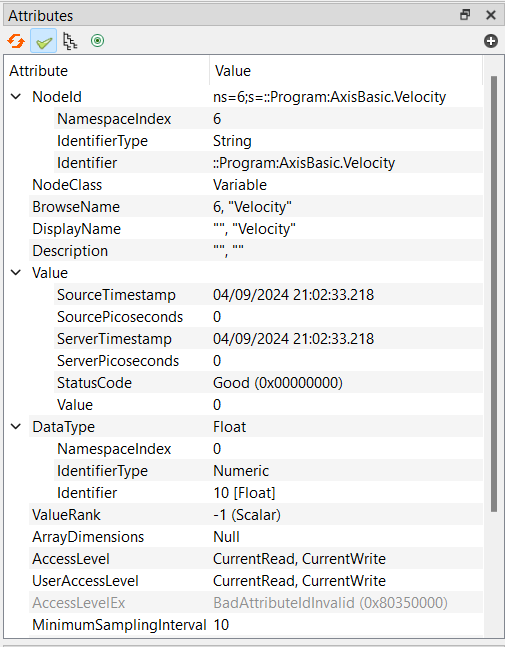 Attributes
Attribute Value
NodeId ns=6;s=::Program:AxisBasic.Velocity
NamespaceIndex 6
IdentifierType String
Identifier ::Program:AxisBasic.Velocity
NodeClass Variable
BrowseName 6, "Velocity"
DisplayName "", "Velocity"
Description "", ""
Value
SourceTimestamp 04/09/2024 21:02:33.218
SourcePicoseconds 0
ServerTimestamp 04/09/2024 21:02:33.218
ServerPicoseconds 0
StatusCode Good (0x00000000)
Value 0
DataType Float
NamespaceIndex 0
IdentifierType Numeric
Identifier 10 [Float]
ValueRank -1 (Scalar)
ArrayDimensions Null
AccessLevel CurrentRead, CurrentWrite
UserAccessLevel CurrentRead, CurrentWrite
AccessLevelEx BadAttributeIdInvalid (0x80350000)
MinimumSamplingInterval 10